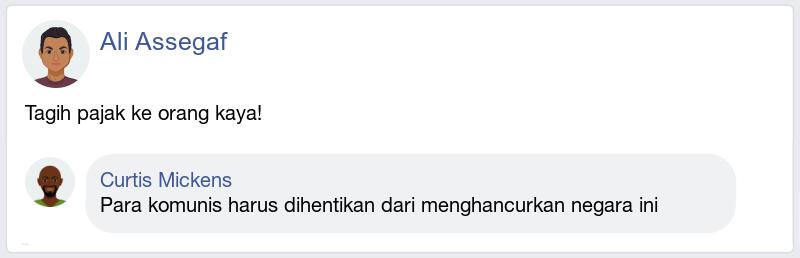 Ali Assegaf
Tagih pajak ke orang kaya!
Curtis Mickens
Para komunis harus dihentikan dari menghancurkan negara ini